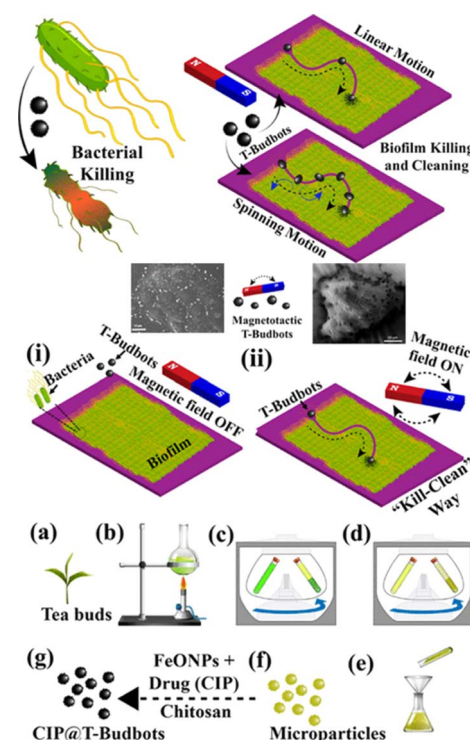 Linear Motion
N S
Bacterial
Killing
T-Budbots
Biofilm Killing
and Cleaning
Spinning Motion
Magnetotactic
T-Budbots
(i)
T-Budbots
Bacteria
N S
Magnetic field OFF
Biofilm
(ii)
Magnetic
field ON
T-Budbots
N S
"Kill-Clean"
Way
(a)
(b)
(c)
(d)
Tea buds
(g)
FeONPs +
Drug (CIP)
Chitosan
(f)
(e)
CIP@T-Budbots
Microparticles